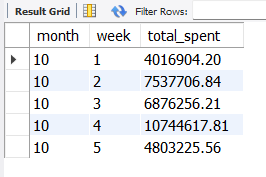 Result Grid Filter Rows:
month week total_spent
10 1 4016904.20
10 2 7537706.84
10 3 6876256.21
10 4 10744617.81
10 5 4803225.56